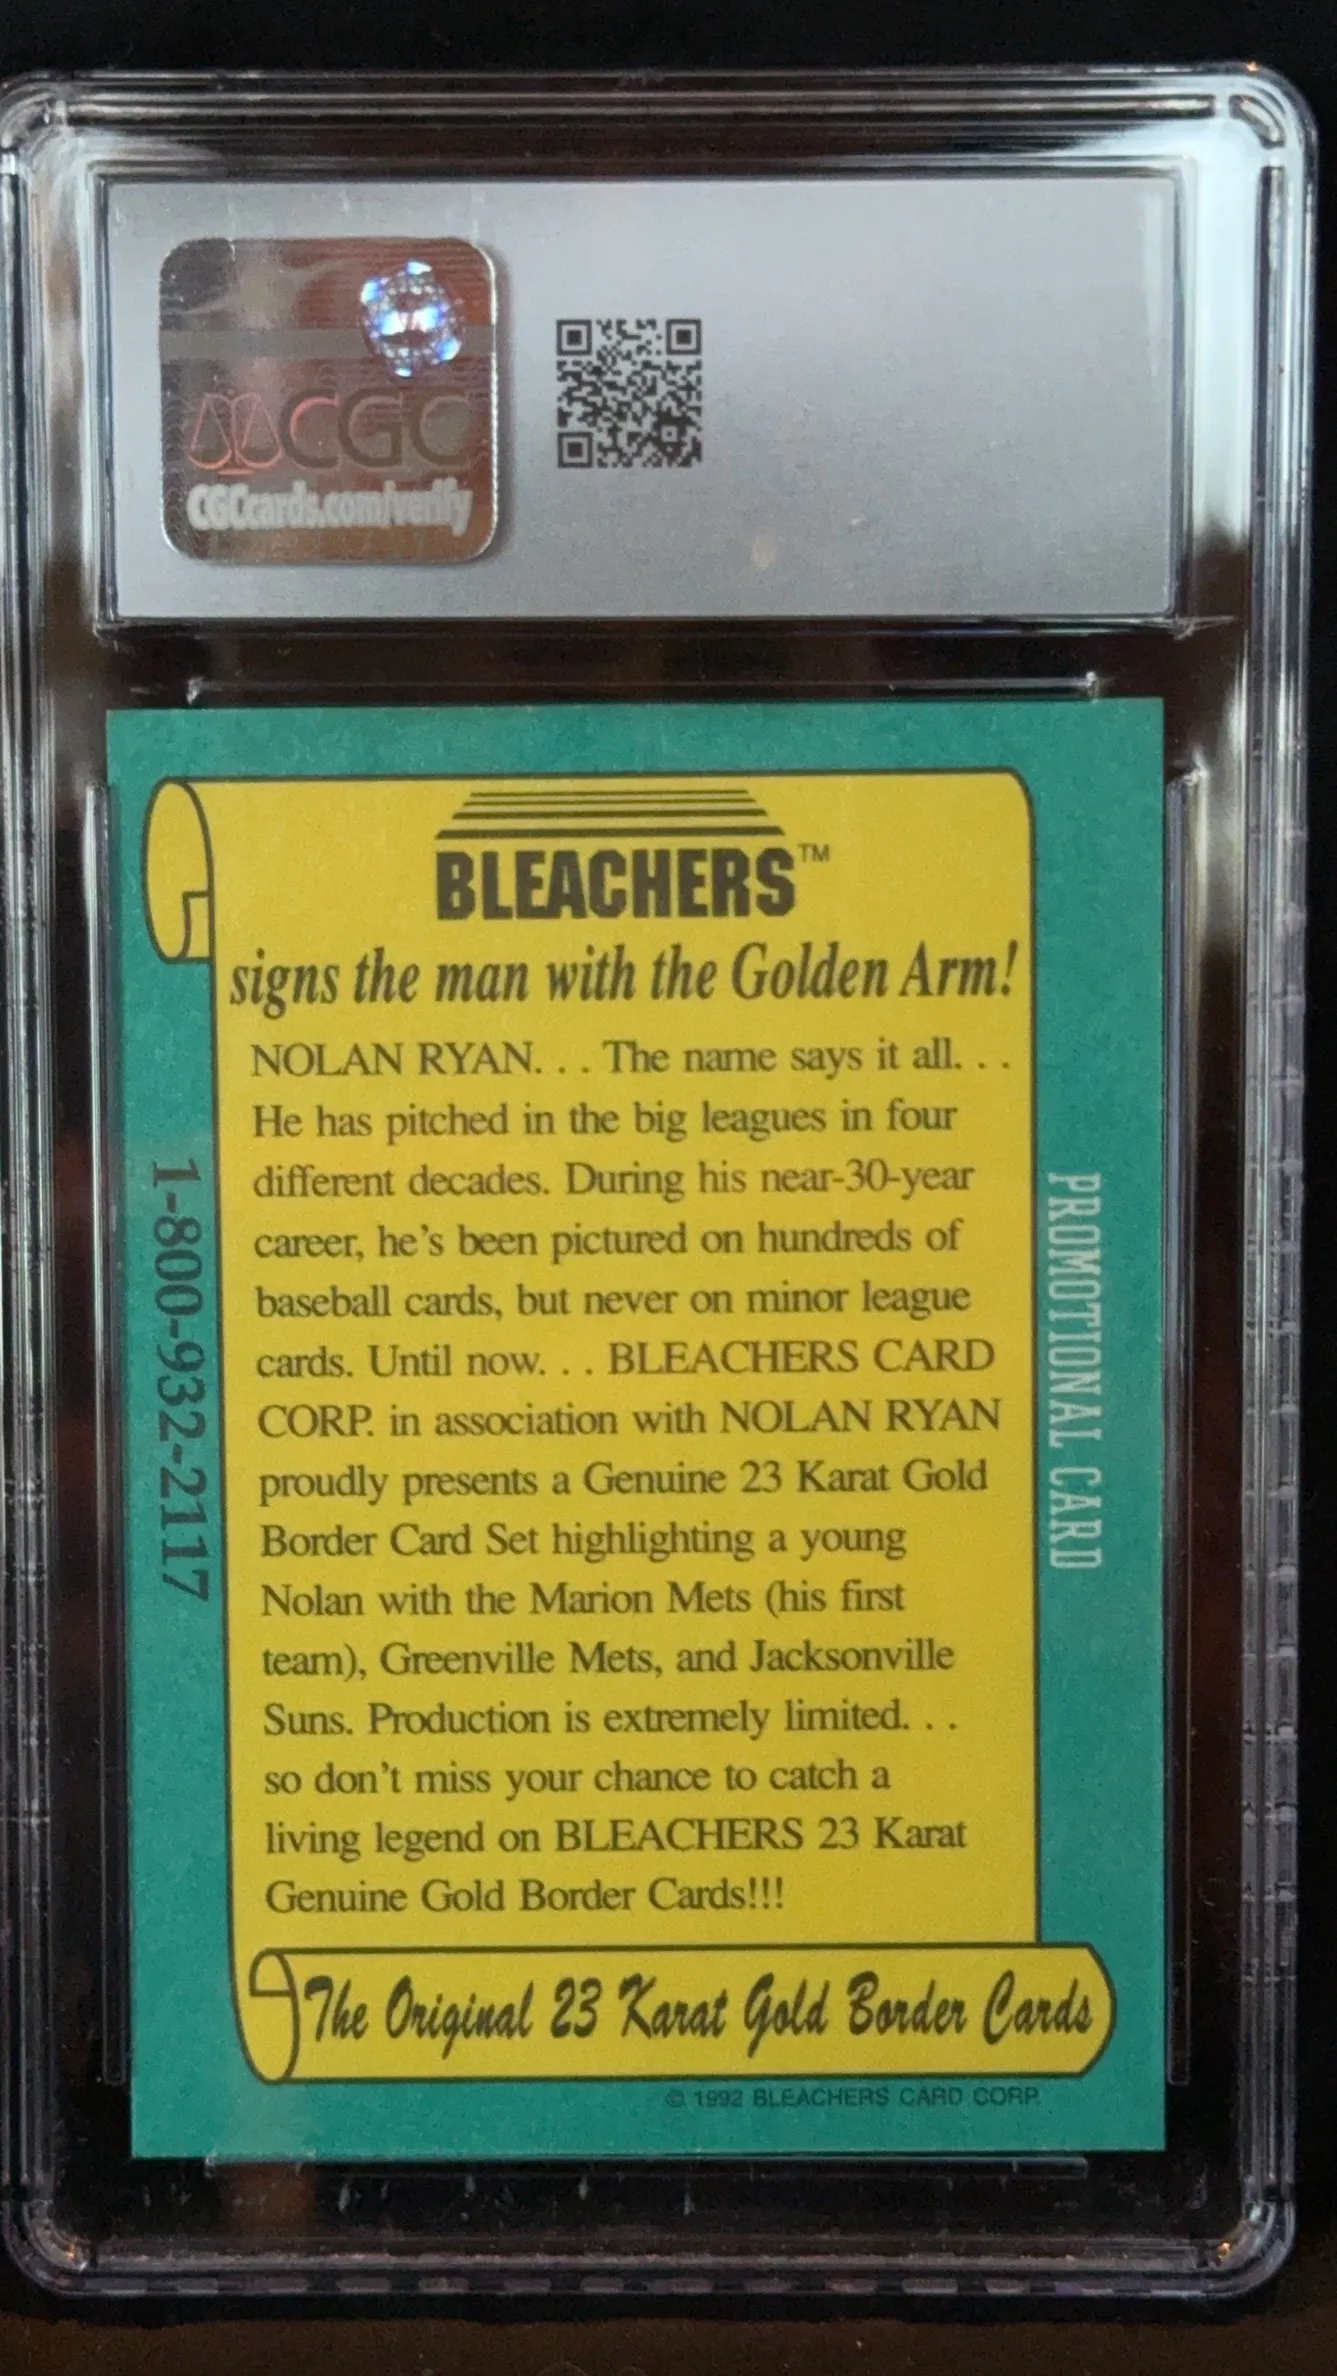 CGC
CGCcards.com/verify
BLEACHERS™
signs the man with the Golden Arm!
NOLAN RYAN. . . The name says it all. . .
He has pitched in the big leagues in four
different decades. During his near-30-year
career, he's been pictured on hundreds of
baseball cards, but never on minor league
cards. Until now. . . BLEACHERS CARD
CORP. in association with NOLAN RYAN
proudly presents a Genuine 23 Karat Gold
Border Card Set highlighting a young
Nolan with the Marion Mets (his first
team), Greenville Mets, and Jacksonville
Suns. Production is extremely limited. . .
so don't miss your chance to catch a
living legend on BLEACHERS 23 Karat
Genuine Gold Border Cards!!!
The Original 23 Karat Gold Border Cards
© 1992 BLEACHERS CARD CORP.
1-800-932-2117
PROMOTIONAL CARD